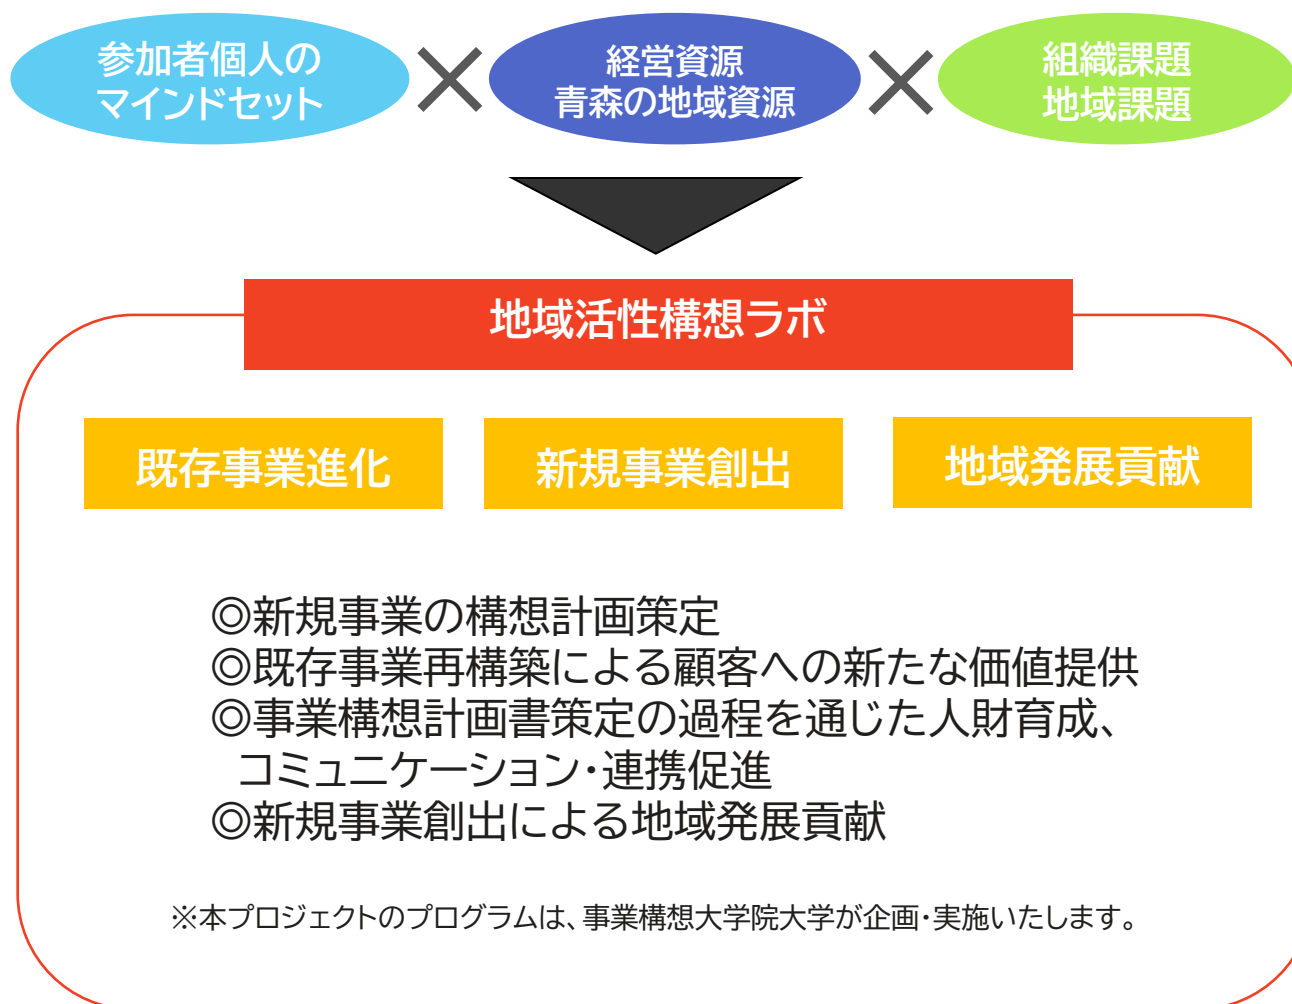 参加者個人の
マインドセット
経営資源
青森の地域資源
組織課題
地域課題
地域活性構想ラボ
既存事業進化
新規事業創出
地域発展貢献
◎新規事業の構想計画策定
◎既存事業再構築による顧客への新たな価値提供
◎事業構想計画書策定の過程を通じた人財育成、
コミュニケーション・連携促進
◎新規事業創出による地域発展貢献
※本プロジェクトのプログラムは、事業構想大学院大学が企画・実施いたします。